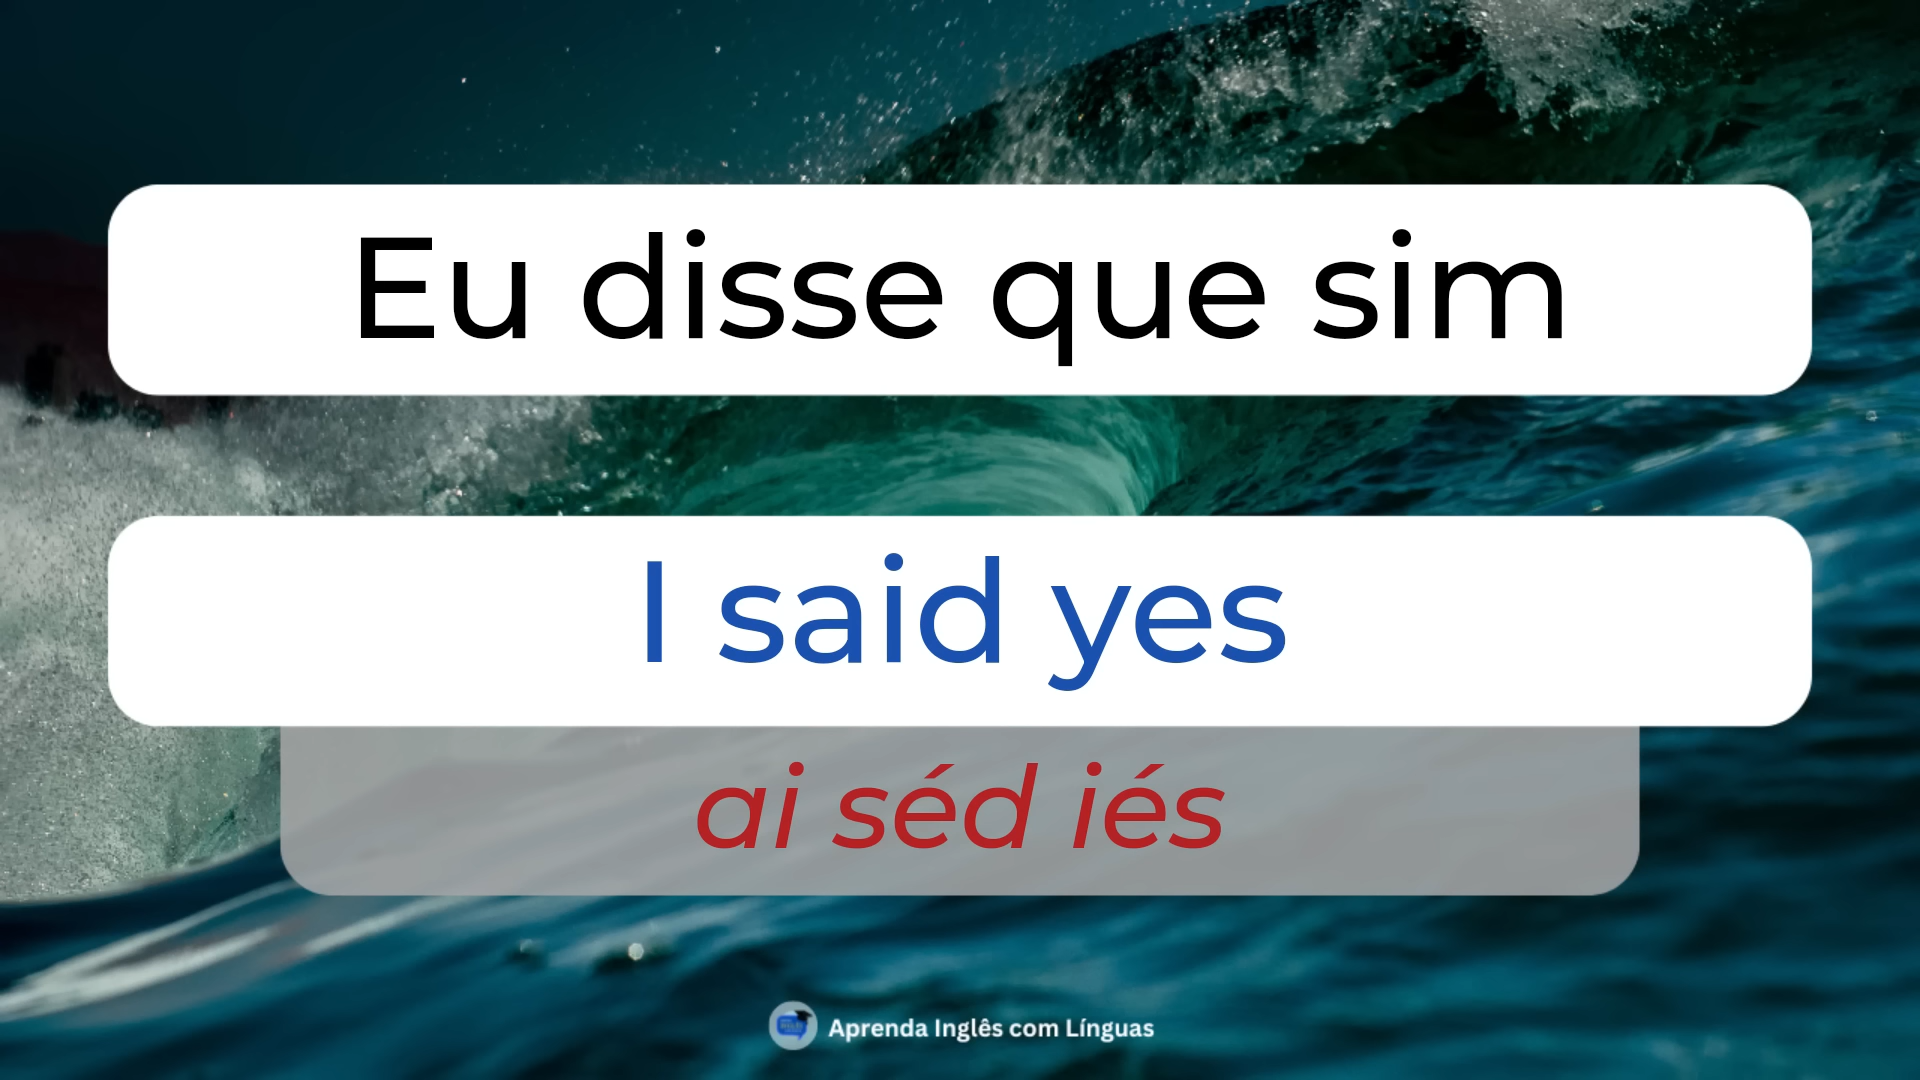 Eu disse que sim
I said yes
ai séd iés
Aprenda Inglês com Línguas